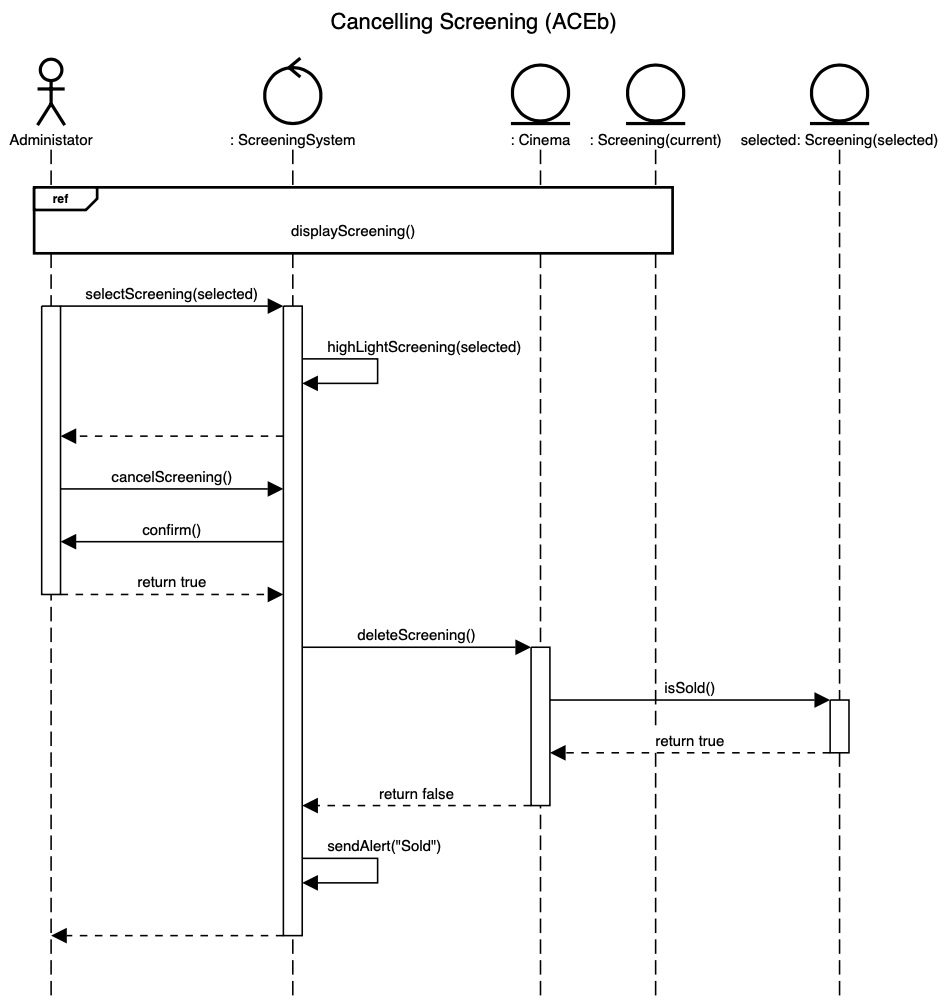 Cancelling Screening (ACEb)
Administator
: ScreeningSystem
: Cinema
: Screening(current)
selected: Screening(selected)
ref
displayScreening()
selectScreening(selected)
highLightScreening(selected)
cancelScreening()
confirm()
return true
deleteScreening()
isSold()
return true
return false
sendAlert("Sold")